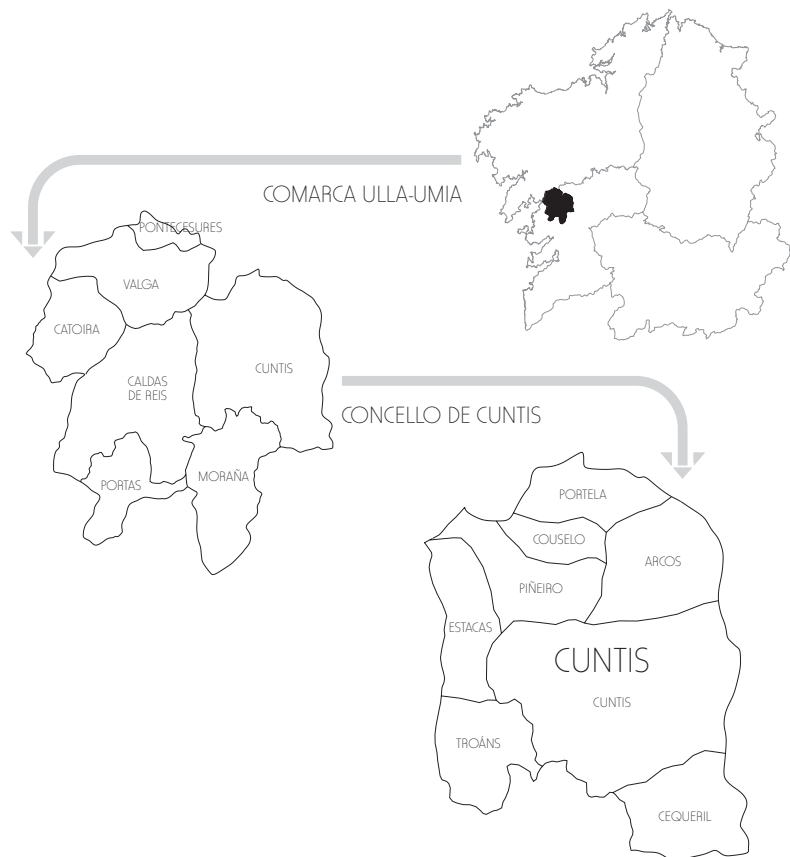 COMARCA ULLA-UMIA
PONTECESURES
VALGA
CATOIRA
CALDAS
DE REIS
CUNTIS
PORTAS
MORAÑA
CONCELLO DE CUNTIS
PORTELA
COUSELO
ARCOS
PIÑEIRO
ESTACAS
CUNTIS
CUNTIS
TROÁNS
CEQUERIL